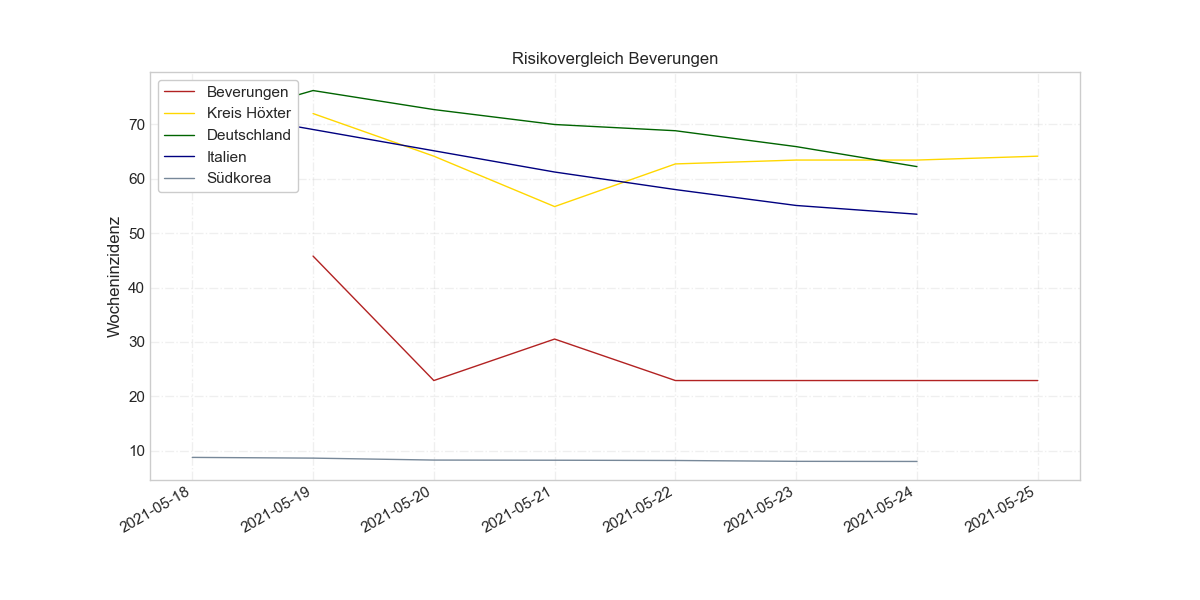 Risikovergleich Beverungen
Beverungen
Kreis Höxter
Deutschland
Italien
Südkorea
Wocheninzidenz
70
60
50
40
30
20
10
2021-05-18
2021-05-19
2021-05-20
2021-05-21
2021-05-22
2021-05-23
2021-05-24
2021-05-25